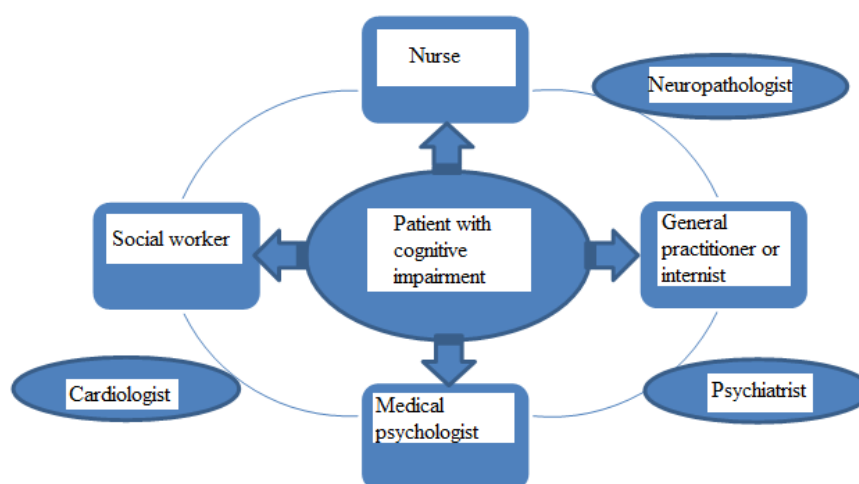 Nurse
Neuropathologist
Social worker
Patient with
cognitive
impairment
General
practitioner or
internist
Cardiologist
Medical
psychologist
Psychiatrist